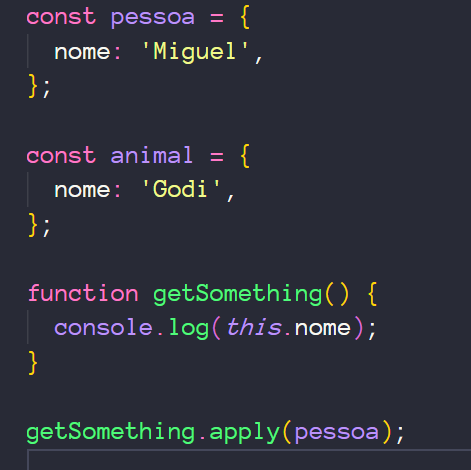 const pessoa = {
  nome: 'Miguel',
};

const animal = {
  nome: 'Godi',
};

function getSomething() {
  console.log(this.nome);
}

getSomething.apply(pessoa);